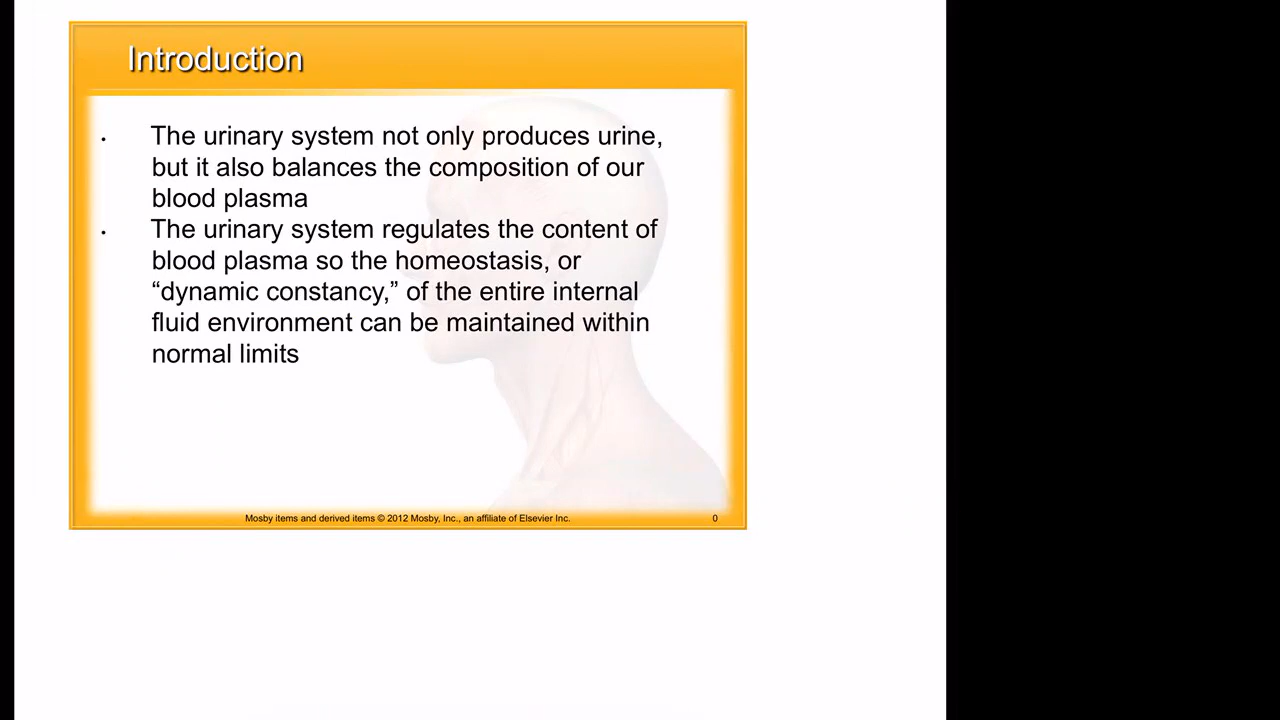 Introduction
• The urinary system not only produces urine,
but it also balances the composition of our
blood plasma
• The urinary system regulates the content of
blood plasma so the homeostasis, or
“dynamic constancy,” of the entire internal
fluid environment can be maintained within
normal limits
Mosby items and derived items © 2012 Mosby, Inc., an affiliate of Elsevier Inc.
0